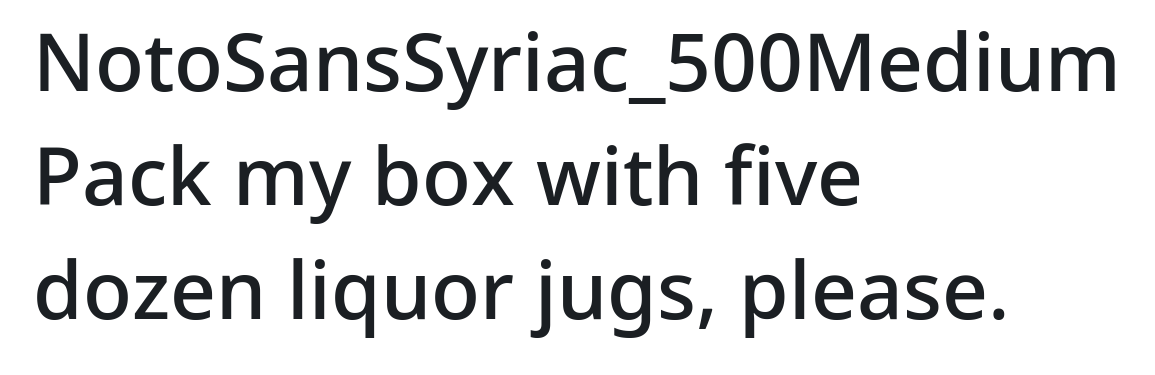 NotoSansSyriac_500Medium
Pack my box with five
dozen liquor jugs, please.